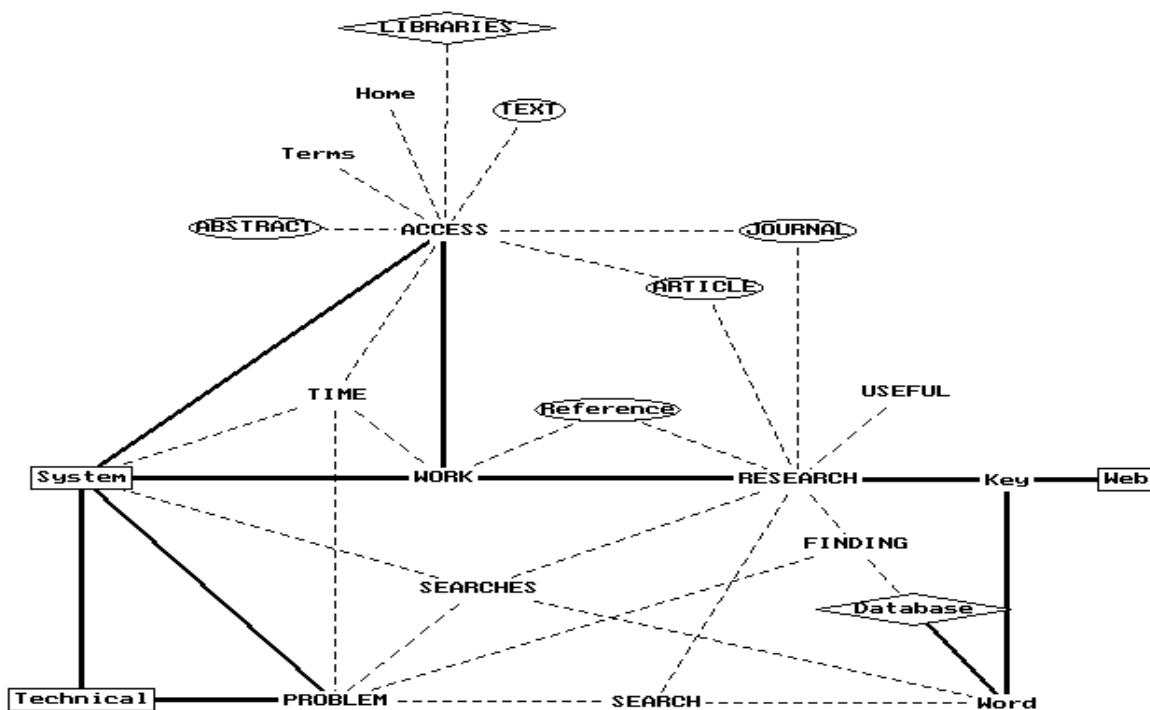 LIBRARIES
Home
TEXT
Terms
ABSTRACT
ACCESS
JOURNAL
ARTICLE
TIME
Reference
USEFUL
System
WORK
RESEARCH
Key
Web
FINDING
SEARCHES
Database
Technical
PROBLEM
SEARCH
Word